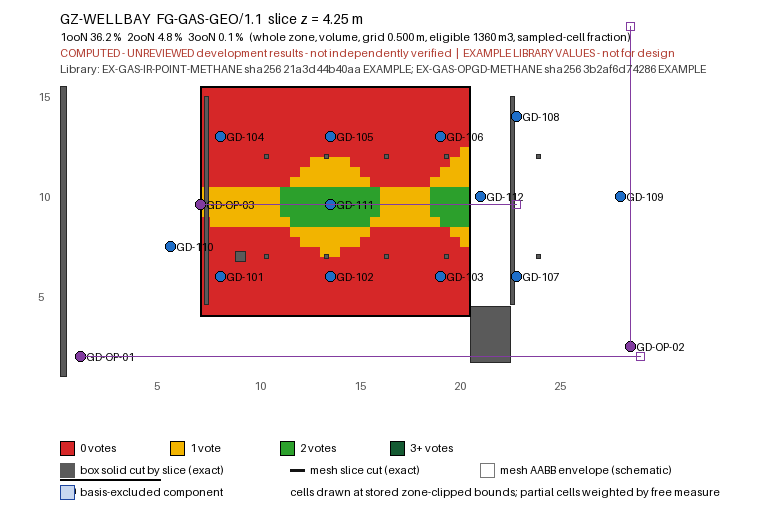 GZ-WELLBAY FG-GAS-GEO/1.1 slice z = 4.25 m
1ooN 36.2% 2ooN 4.8% 3ooN 0.1% (whole zone, volume, grid 0.500 m, eligible 1360 m3, sampled-cell fraction)
COMPUTED - UNREVIEWED development results - not independently verified | EXAMPLE LIBRARY VALUES - not for design
Library: EX-GAS-IR-POINT-METHANE sha256 21a3d44b40aa EXAMPLE; EX-GAS-OPGD-METHANE sha256 3b2af6d74286 EXAMPLE
15
GD-108
GD-104 GD-105 GD-106
10
GD-112 GD-109
GD-OP-03 GD-111
GD-110
5
GD-101 GD-102 GD-103 GD-107
GD-OP-02
GD-OP-01
5 10 15 20 25
0 votes 1 vote 2 votes 3+ votes
box solid cut by slice (exact) mesh slice cut (exact) mesh AABB envelope (schematic)
basis-excluded component cells drawn at stored zone-clipped bounds; partial cells weighted by free measure